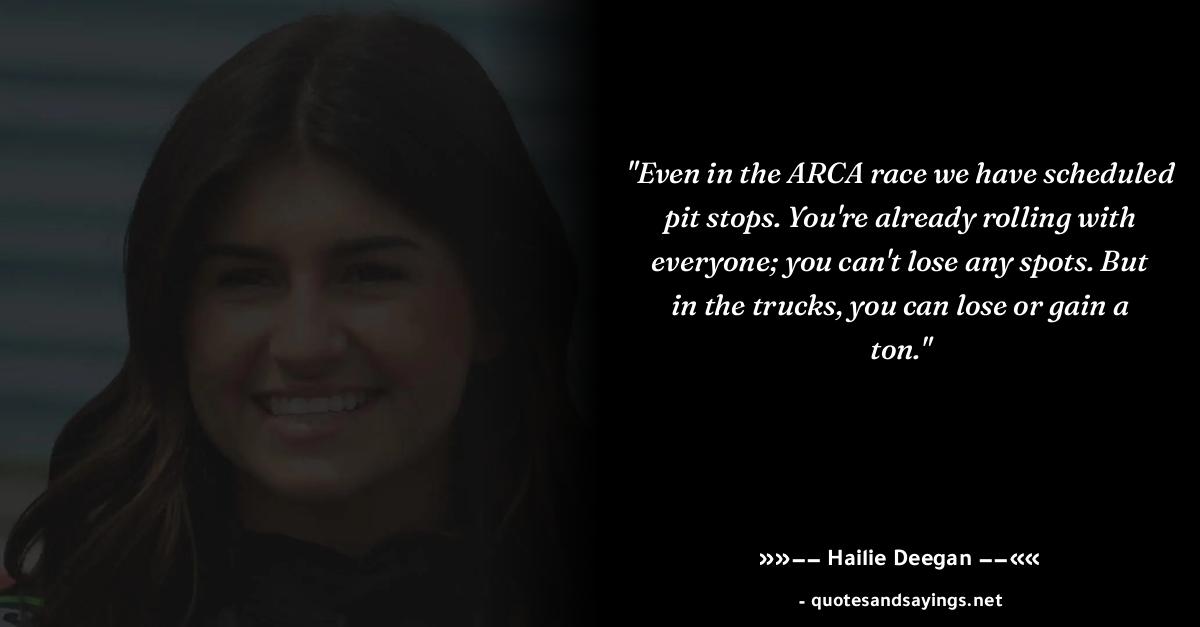 "Even in the ARCA race we have scheduled
pit stops. You're already rolling with
everyone; you can't lose any spots. But
in the trucks, you can lose or gain a
ton."
»»–– Hailie Deegan ––««
- quotesandsayings.net